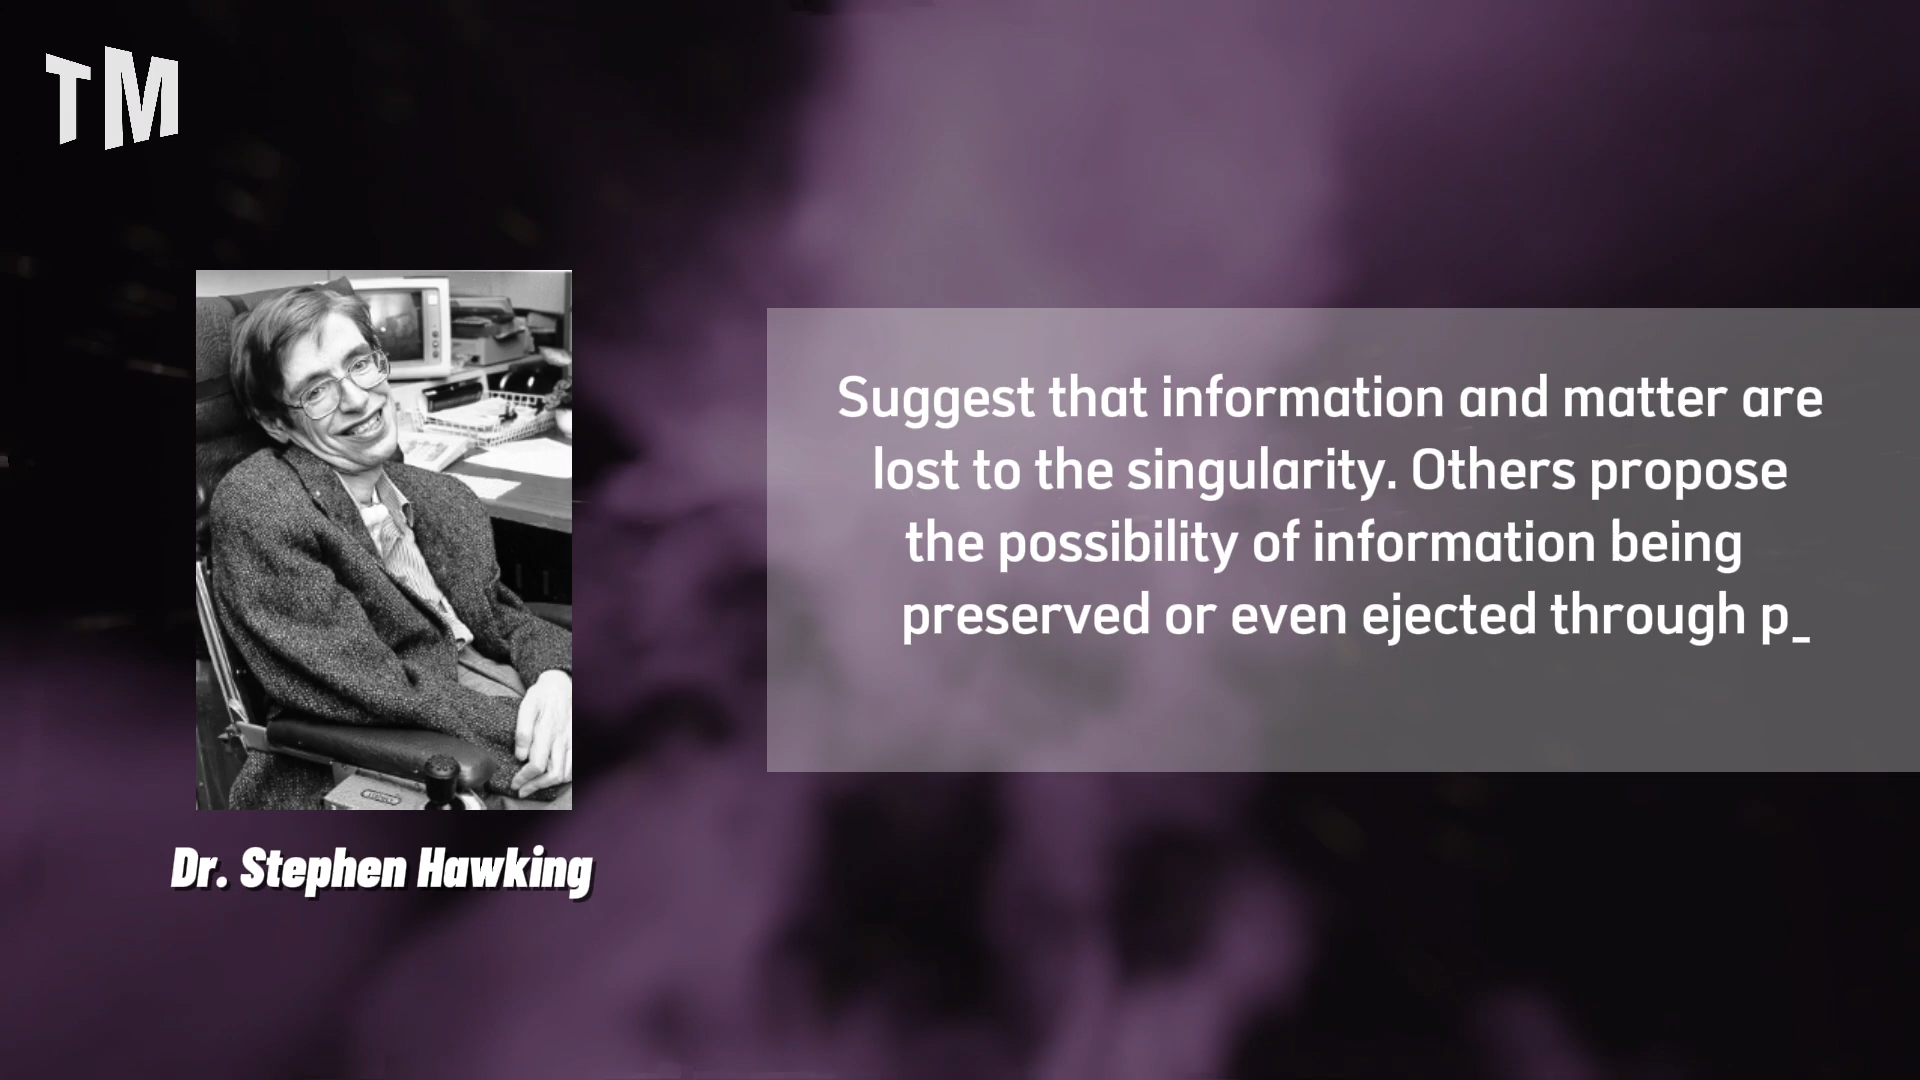 TM
Suggest that information and matter are
lost to the singularity. Others propose
the possibility of information being
preserved or even ejected through p_
Dr. Stephen Hawking